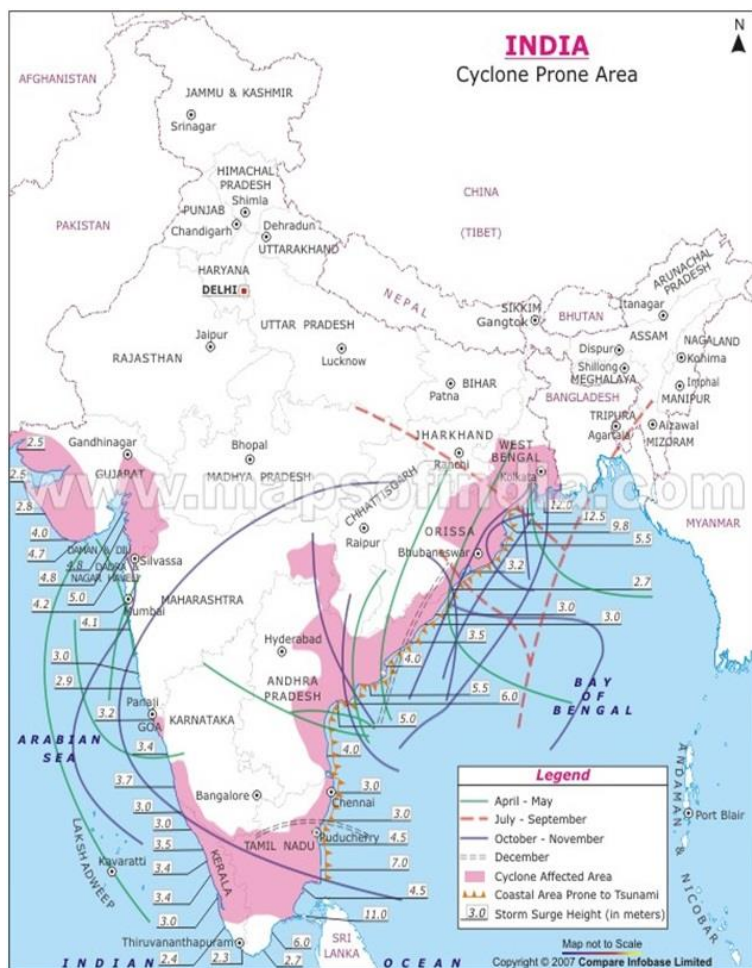 N
INDIA
Cyclone Prone Area
AFGHANISTAN
JAMMU & KASHMIR
Srinagar
HIMACHAL
PRADESH
Shimla
PUNJAB
Chandigarh
Dehradun
UTTARAKHAND
CHINA
(TIBET)
PAKISTAN
HARYANA
DELHI
NEPAL
SIKKIM
Gangtok
BHUTAN
ARUNACHAL
PRADESH
Itanagar
UTTAR PRADESH
Lucknow
Jaipur
RAJASTHAN
ASSAM
Dispur
NAGALAND
Kohima
Shillong
MEGHALAYA
Imphal
MANIPUR
BIHAR
Patna
BANGLADESH
TRIPURA
Agartala
Aizawal
MIZORAM
JHARKHAND
Ranchi
WEST
BENGAL
Kolkata
Gandhinagar
GUJARAT
Bhopal
MADHYA PRADESH
CHHATTISGARH
Raipur
www.mapsofindia.com
MYANMAR
ORISSA
Bhubaneswar
2.5
2.5
2.8
4.0
4.7
4.8
4.8
4.2
5.0
4.1
DAMAN & DIU
DADRA &
NAGAR HAVELI
Silvassa
Mumbai
MAHARASHTRA
12.0
12.5
9.8
5.5
3.2
2.7
3.0
3.0
3.5
4.0
5.5
6.0
5.0
Hyderabad
ANDHRA
PRADESH
3.0
2.9
3.2
3.4
Panaji
GOA
KARNATAKA
BAY
OF
BENGAL
ARABIAN
SEA
4.0
3.7
3.0
3.0
3.5
3.4
3.4
3.0
2.4
2.3
Bangalore
3.0
Chennai
3.0
Puducherry
4.5
TAMIL NADU
7.0
4.5
11.0
6.0
2.7
KERALA
LAKSHADWEEP
Kavaratti
Thiruvananthapuram
SRI
LANKA
INDIAN OCEAN
ANDAMAN & NICOBAR
Port Blair
Legend
April - May
July - September
October - November
December
Cyclone Affected Area
Coastal Area Prone to Tsunami
3.0 Storm Surge Height (in meters)
Map not to Scale
Copyright © 2007 Compare Infobase Limited